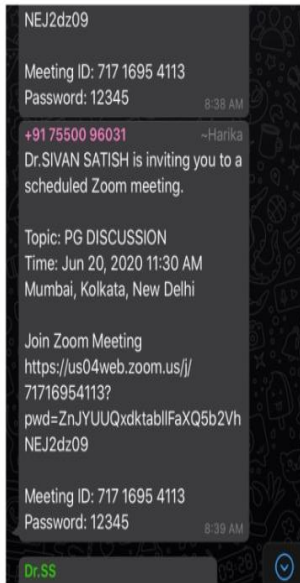 NEJ2dz09
Meeting ID: 717 1695 4113
Password: 12345
8:38 AM
+91 75500 96031 ~Harika
Dr.SIVAN SATISH is inviting you to a
scheduled Zoom meeting.
Topic: PG DISCUSSION
Time: Jun 20, 2020 11:30 AM
Mumbai, Kolkata, New Delhi
Join Zoom Meeting
https://us04web.zoom.us/j/
71716954113?
pwd=ZnJYUUQxdktabllFaXQ5b2Vh
NEJ2dz09
Meeting ID: 717 1695 4113
Password: 12345
8:39 AM
Dr.SS